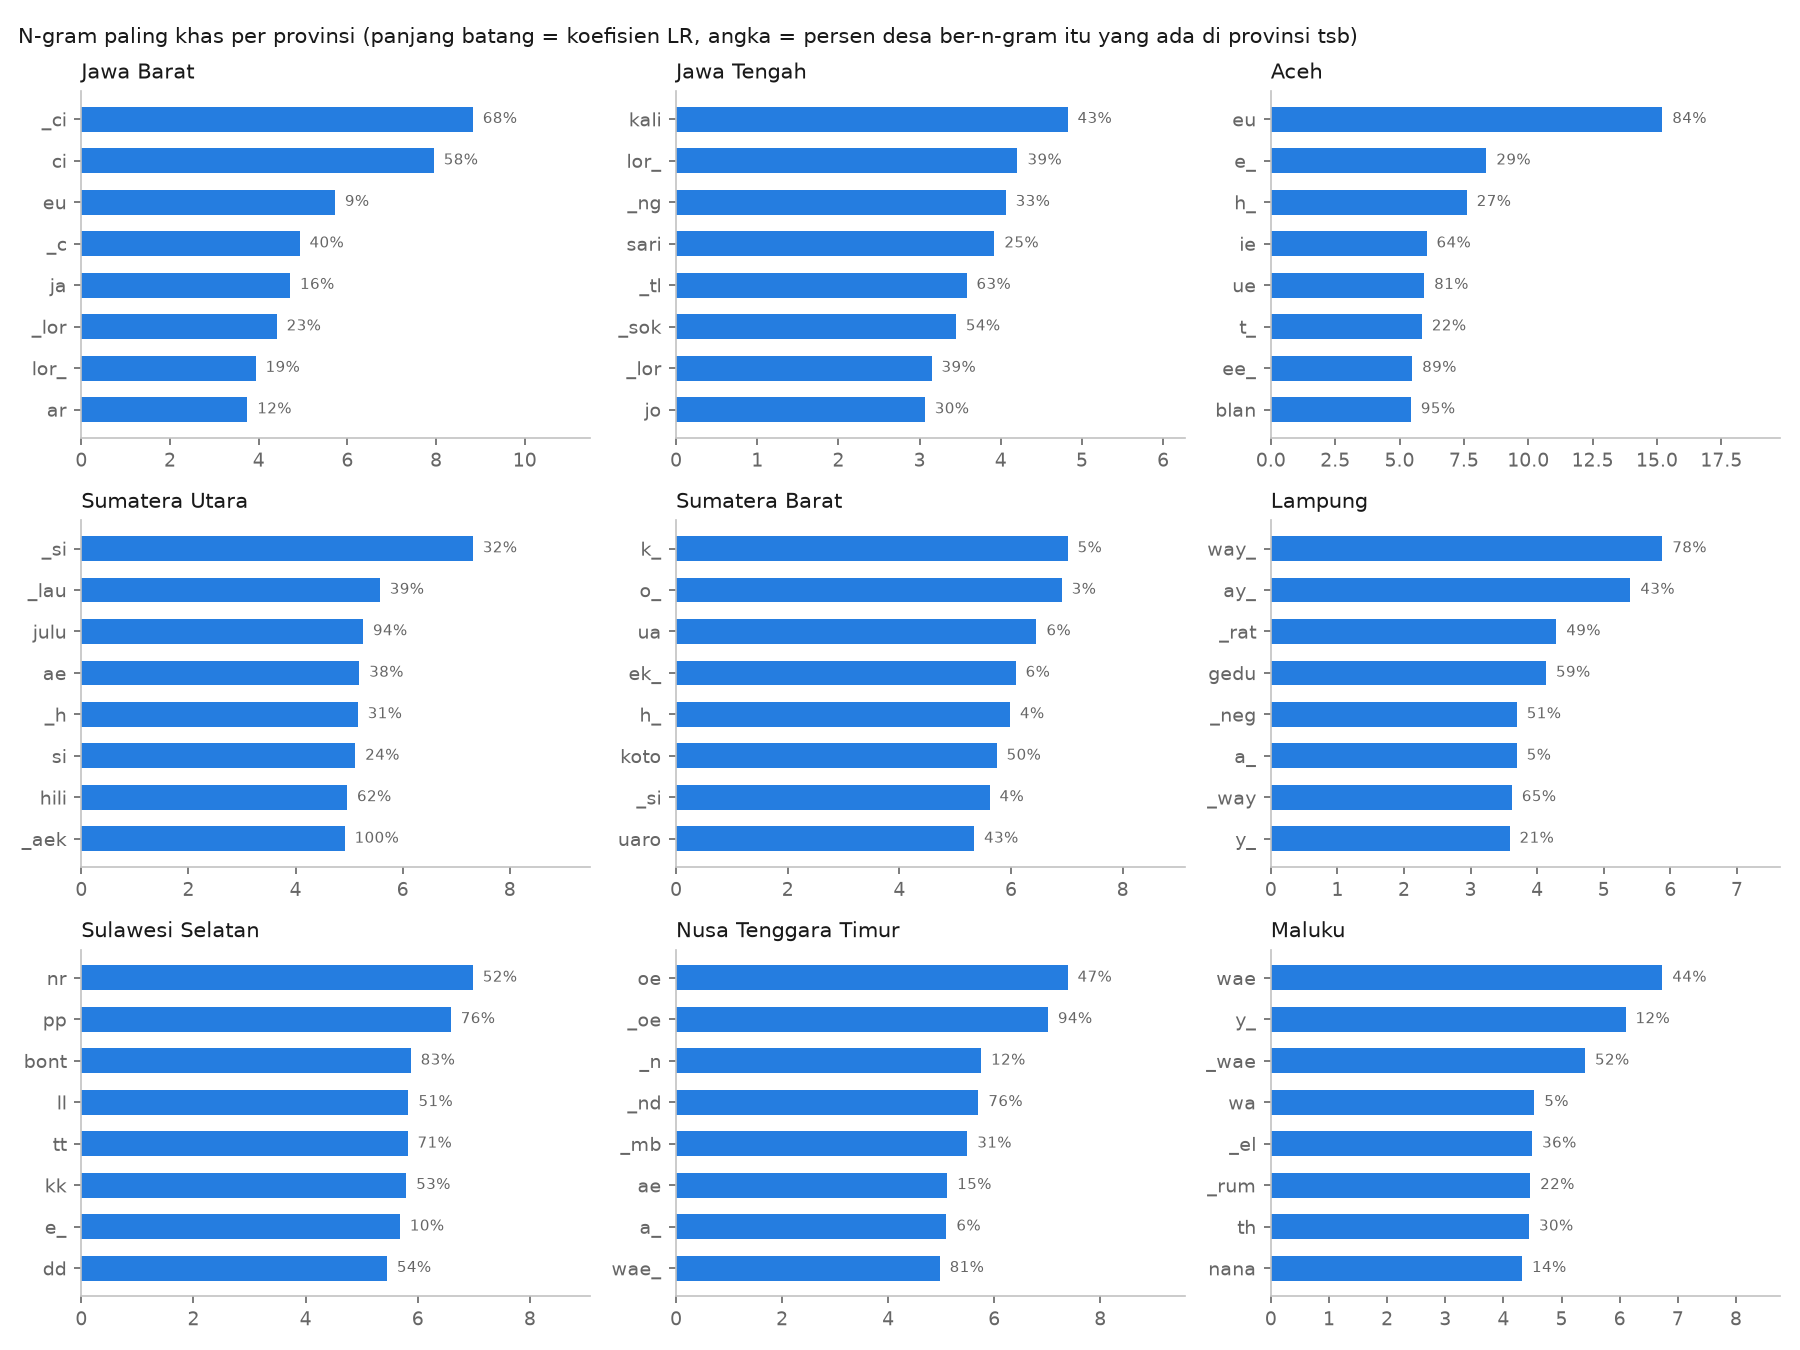 N-gram paling khas per provinsi (panjang batang = koefisien LR, angka = persen desa ber-n-gram itu yang ada di provinsi tsb)
Jawa Barat
_ci 68%
ci 58%
eu 9%
_c 40%
ja 16%
_lor 23%
lor_ 19%
ar 12%
0 2 4 6 8 10
Jawa Tengah
kali 43%
lor_ 39%
_ng 33%
sari 25%
_tl 63%
_sok 54%
_lor 39%
jo 30%
0 1 2 3 4 5 6
Aceh
eu 84%
e_ 29%
h_ 27%
ie 64%
ue 81%
t_ 22%
ee_ 89%
blan 95%
0.0 2.5 5.0 7.5 10.0 12.5 15.0 17.5
Sumatera Utara
_si 32%
_lau 39%
julu 94%
ae 38%
_h 31%
si 24%
hili 62%
_aek 100%
0 2 4 6 8
Sumatera Barat
k_ 5%
o_ 3%
ua 6%
ek_ 6%
h_ 4%
koto 50%
_si 4%
uaro 43%
0 2 4 6 8
Lampung
way_ 78%
ay_ 43%
_rat 49%
gedu 59%
_neg 51%
a_ 5%
_way 65%
y_ 21%
0 1 2 3 4 5 6 7
Sulawesi Selatan
nr 52%
pp 76%
bont 83%
ll 51%
tt 71%
kk 53%
e_ 10%
dd 54%
0 2 4 6 8
Nusa Tenggara Timur
oe 47%
_oe 94%
_n 12%
_nd 76%
_mb 31%
ae 15%
a_ 6%
wae_ 81%
0 2 4 6 8
Maluku
wae 44%
y_ 12%
_wae 52%
wa 5%
_el 36%
_rum 22%
th 30%
nana 14%
0 1 2 3 4 5 6 7 8